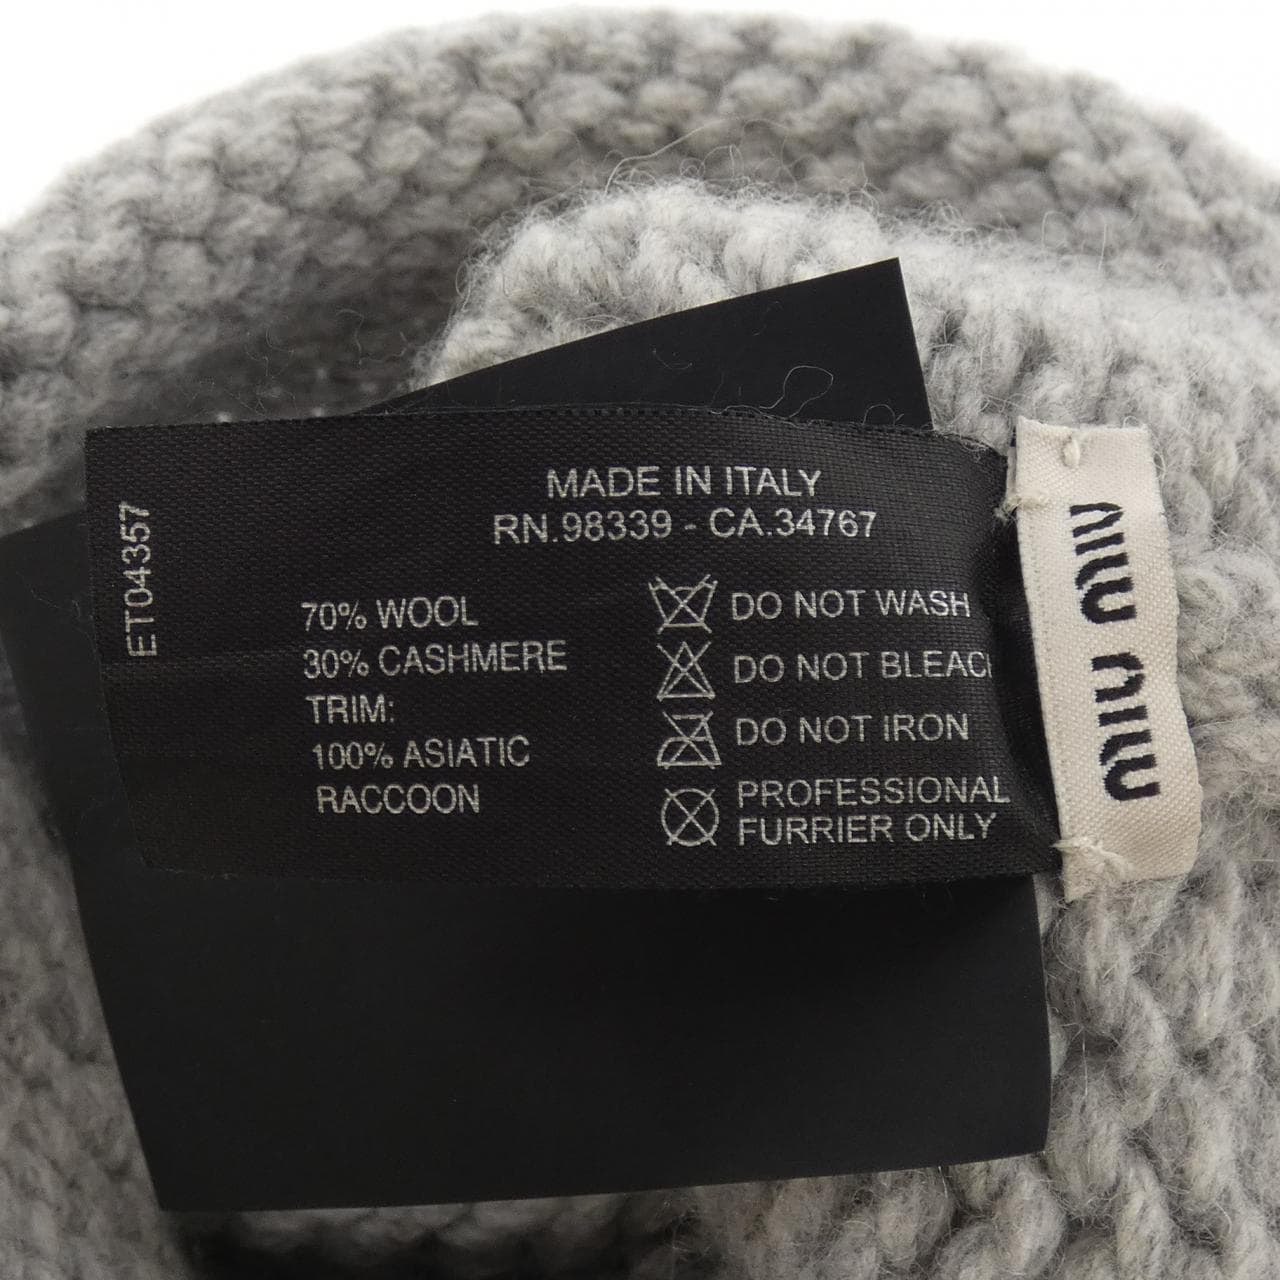 MADE IN ITALY
RN.98339 - CA.34767
ET04357
70% WOOL
30% CASHMERE
TRIM:
100% ASIATIC
RACCOON
DO NOT WASH
DO NOT BLEACH
DO NOT IRON
PROFESSIONAL
FURRIER ONLY
miu miu